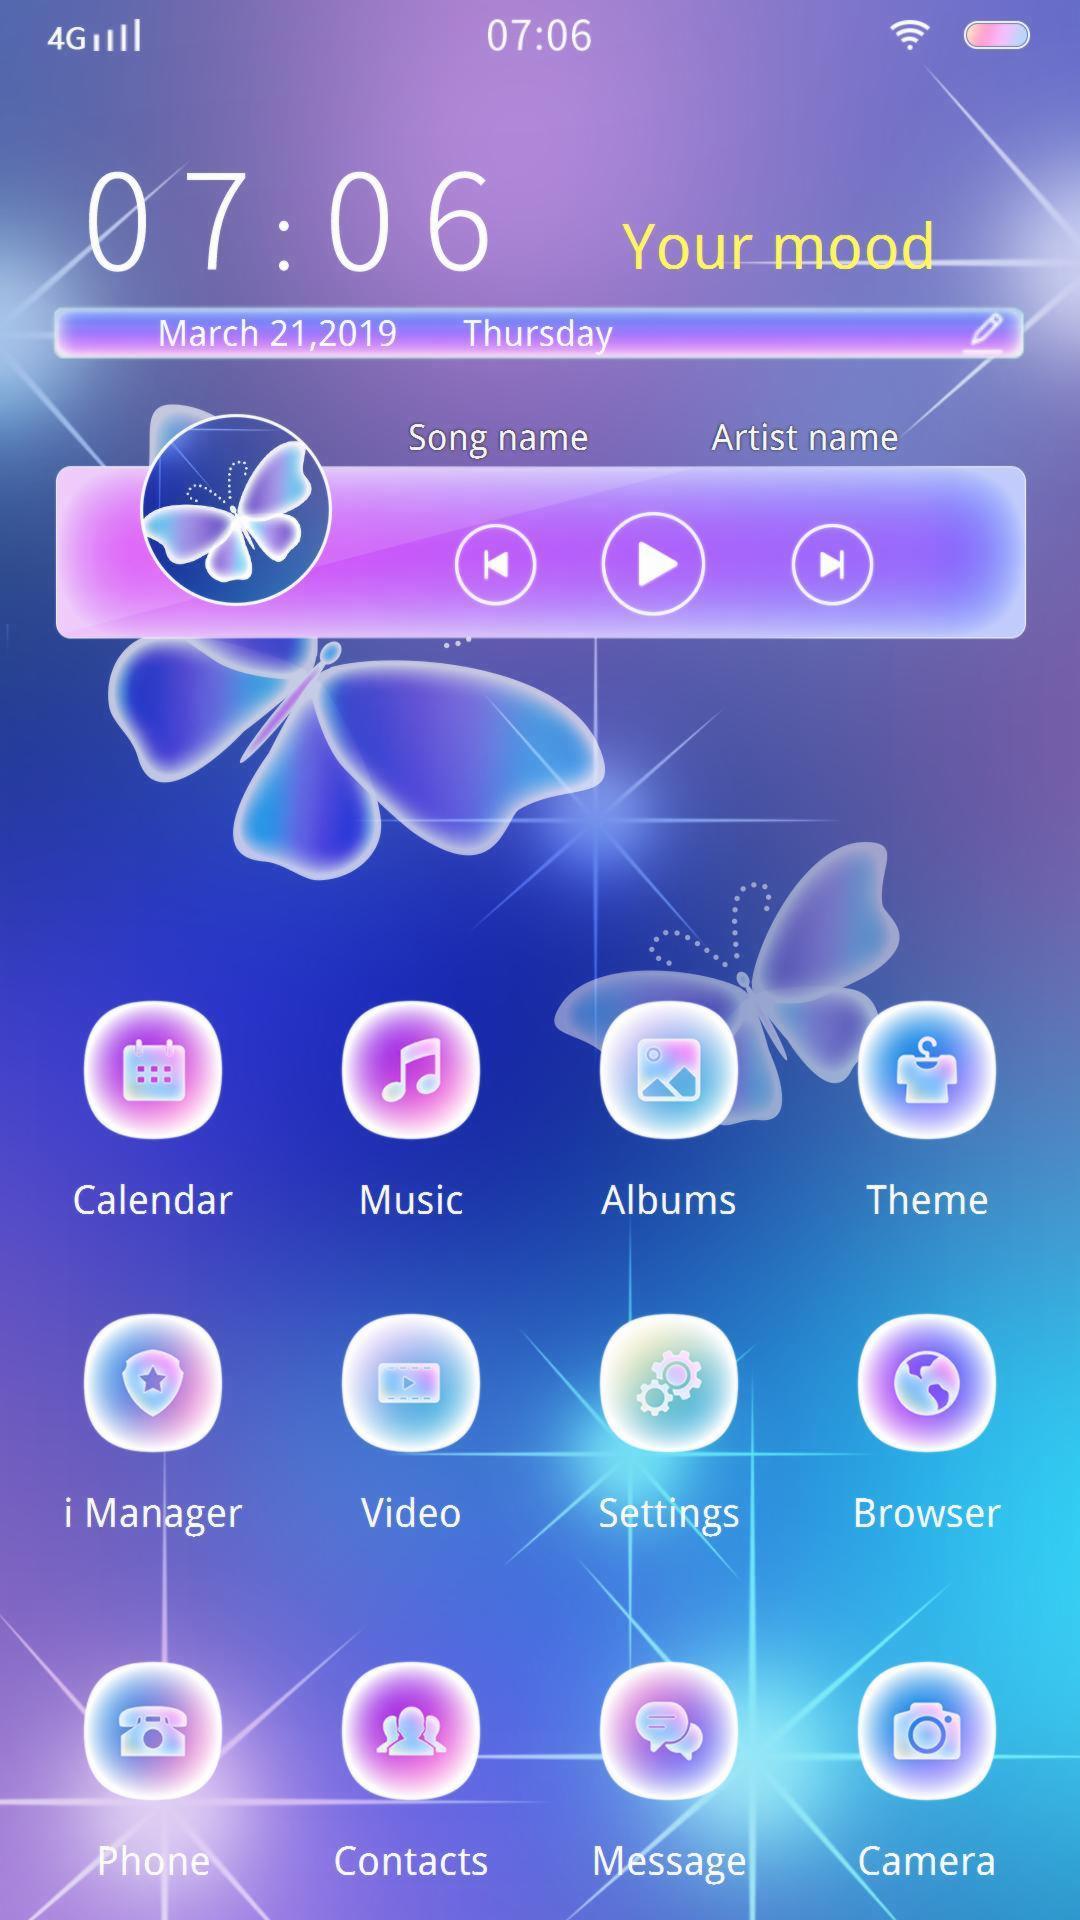 4G 07:06
07:06 Your mood
March 21,2019 Thursday
Song name Artist name
Calendar Music Albums Theme
i Manager Video Settings Browser
Phone Contacts Message Camera